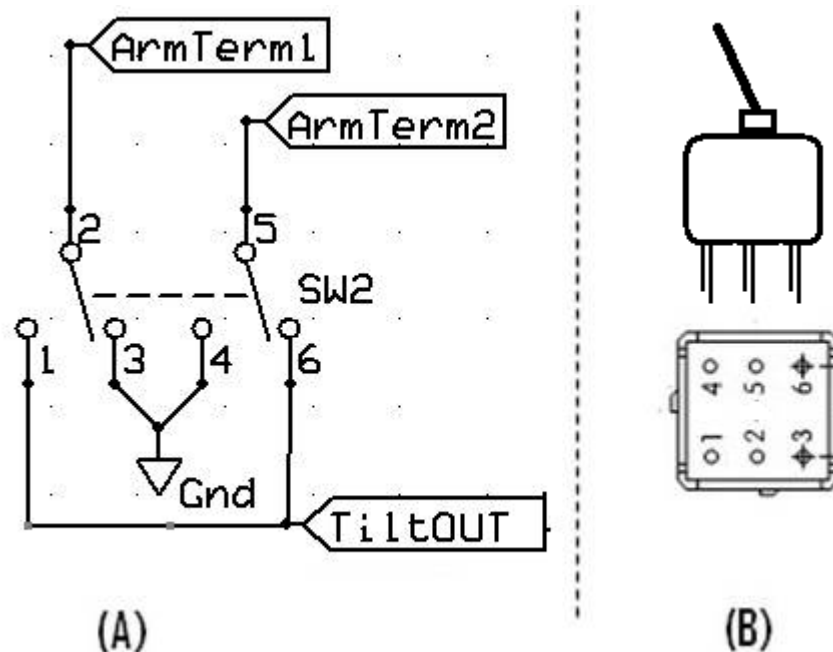 ArmTerm1
ArmTerm2
2
5
SW2
1
3
4
6
Gnd
TiltOUT
(A)
4 5 6
1 2 3
(B)